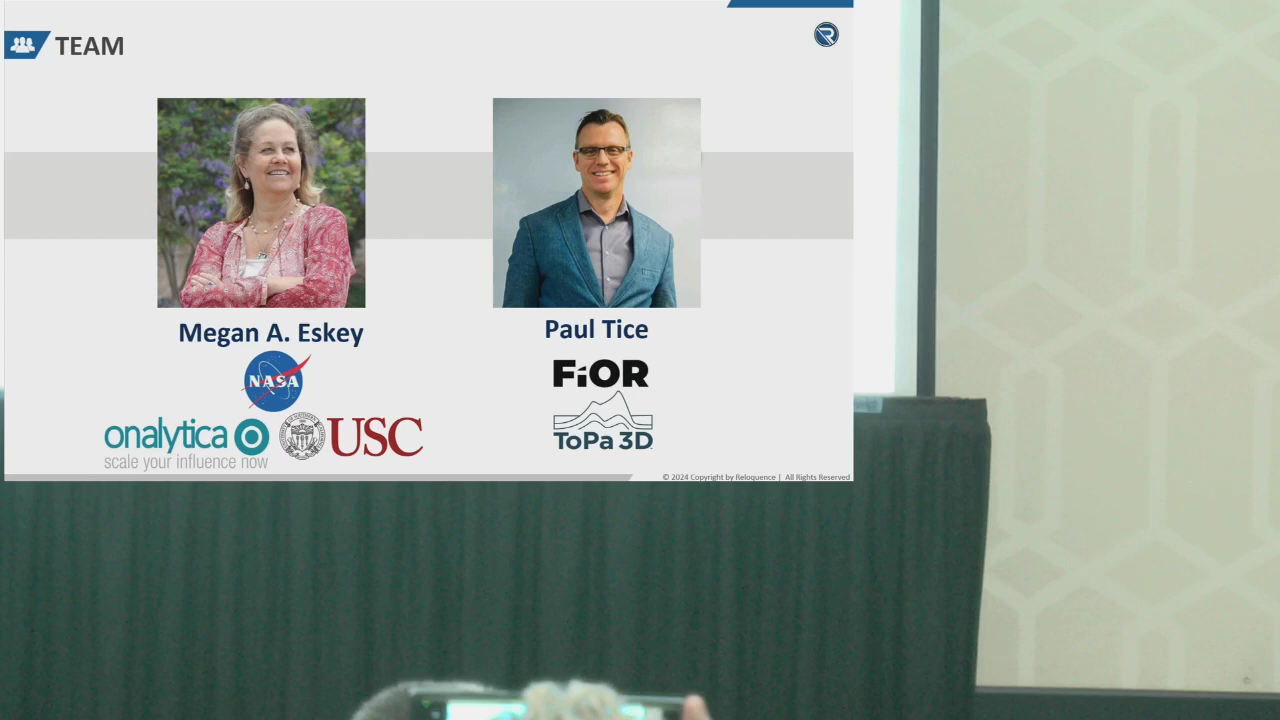 TEAM
Megan A. Eskey
Paul Tice
NASA
FiOR
onalytica
scale your influence now
USC
ToPa 3D
© 2024 Copyright by Reloquence | All Rights Reserved